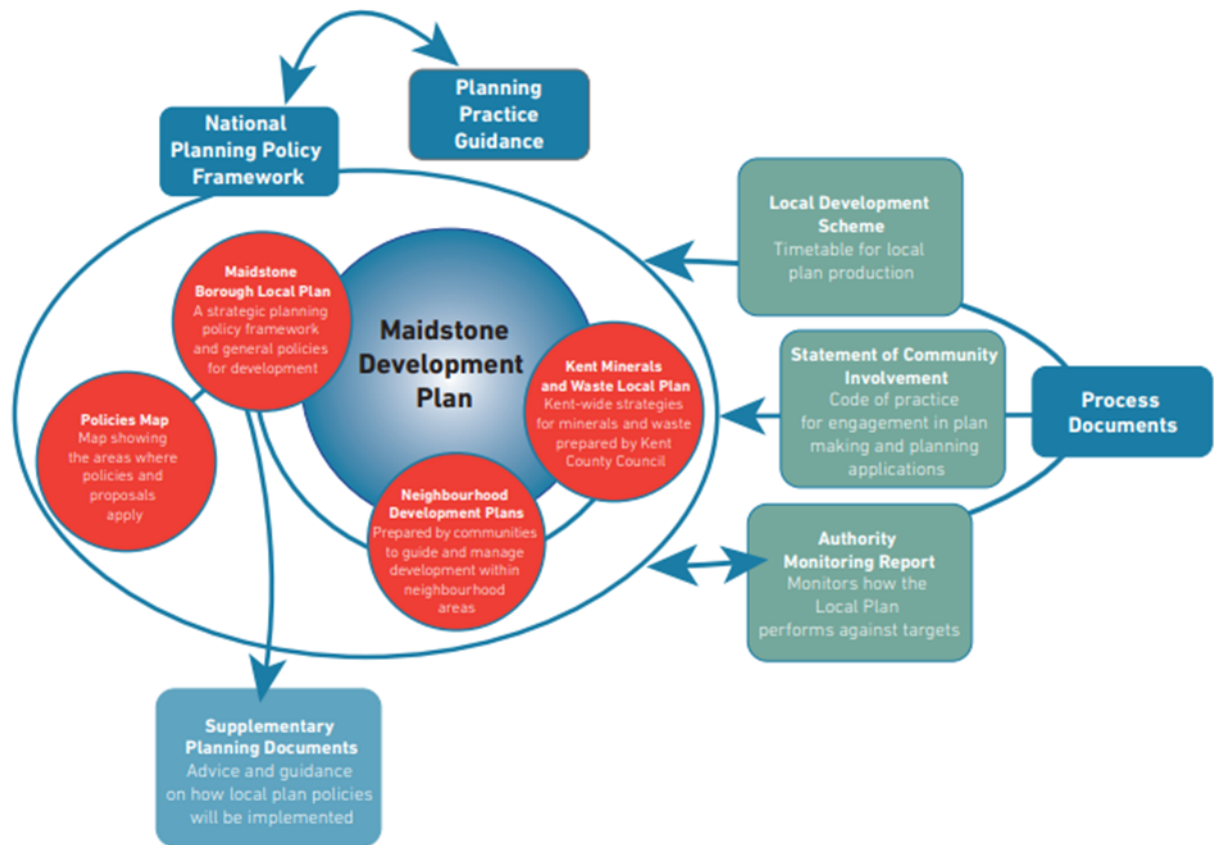 Planning
Practice
Guidance
National
Planning Policy
Framework
Local Development
Scheme
Timetable for local
plan production
Maidstone
Borough Local Plan
A strategic planning
policy framework
and general policies
for development
Maidstone
Development
Plan
Kent Minerals
and Waste Local Plan
Kent-wide strategies
for minerals and waste
prepared by Kent
County Council
Statement of Community
Involvement
Code of practice
for engagement in plan
making and planning
applications
Process
Documents
Policies Map
Map showing
the areas where
policies and
proposals
apply
Neighbourhood
Development Plans
Prepared by communities
to guide and manage
development within
neighbourhood
areas
Authority
Monitoring Report
Monitors how the
Local Plan
performs against targets
Supplementary
Planning Documents
Advice and guidance
on how local plan policies
will be implemented